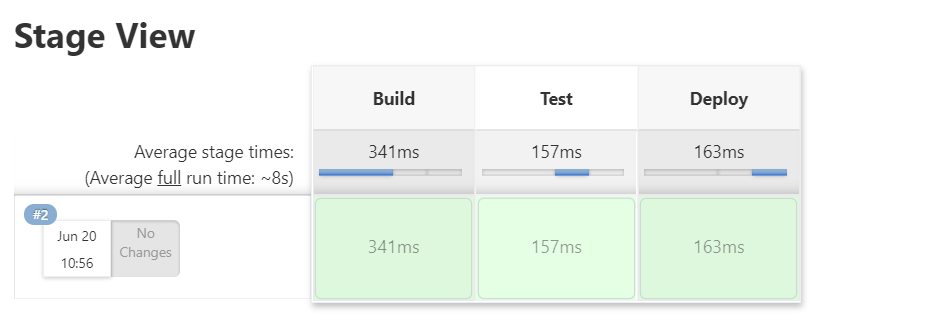 Stage View
Build Test Deploy
Average stage times: 341ms 157ms 163ms
(Average full run time: ~8s)
#2
Jun 20 No
10:56 Changes
341ms 157ms 163ms